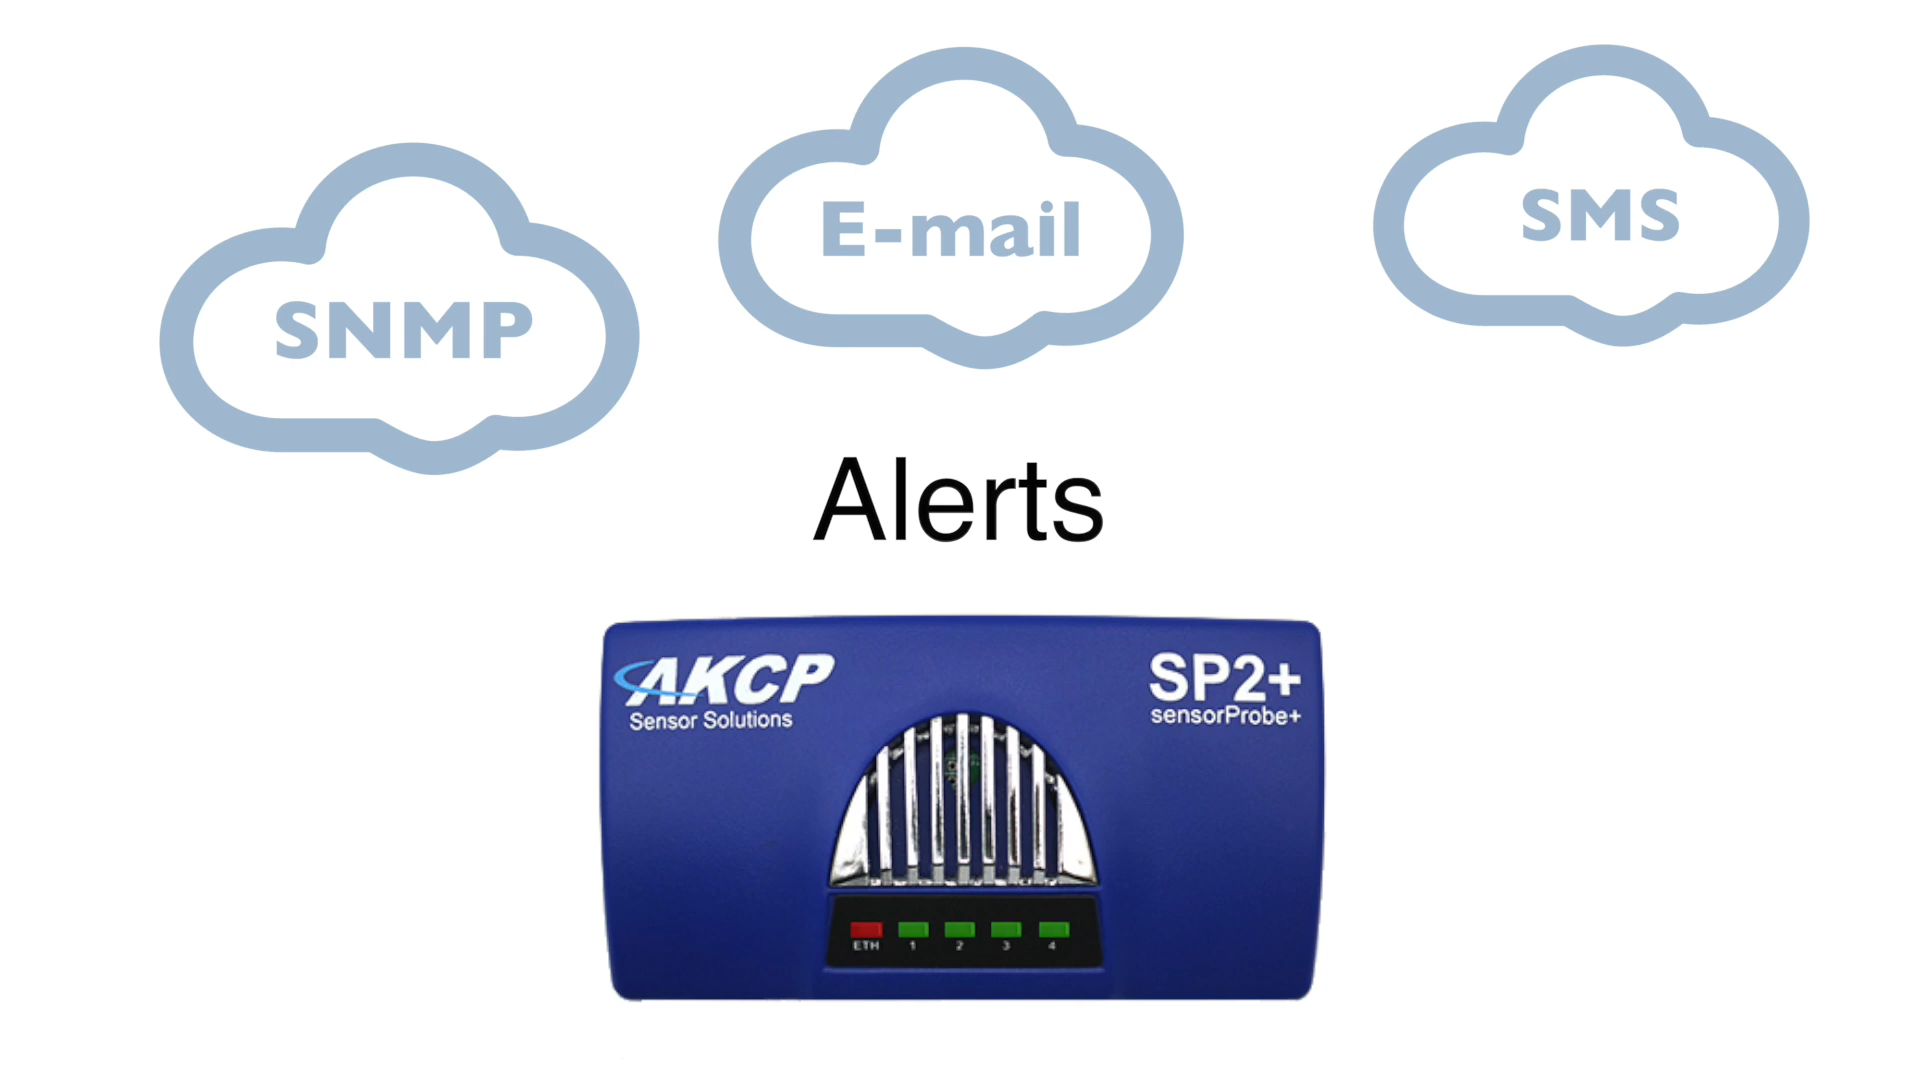 SNMP
E-mail
SMS
Alerts
AKCP
Sensor Solutions
SP2+
sensorProbe+
ETH 1 2 3 4